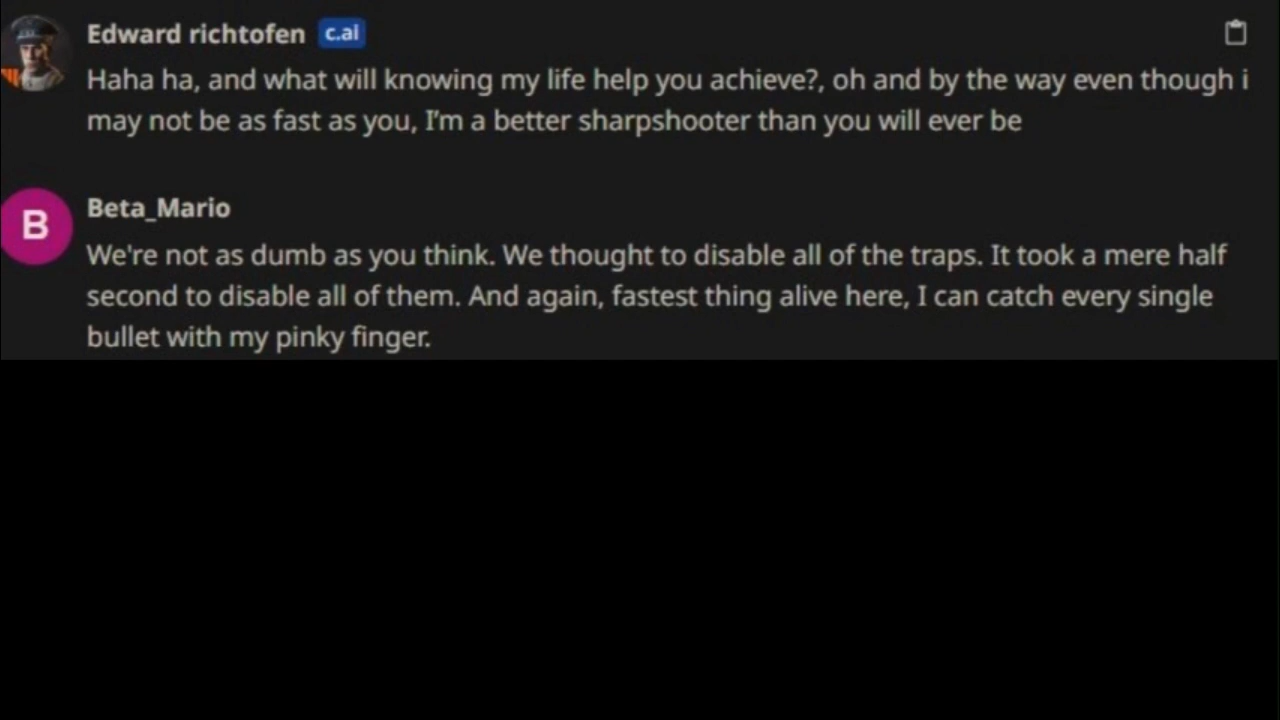 Edward richtofen c.ai
Haha ha, and what will knowing my life help you achieve?, oh and by the way even though i
may not be as fast as you, I'm a better sharpshooter than you will ever be
B
Beta_Mario
We're not as dumb as you think. We thought to disable all of the traps. It took a mere half
second to disable all of them. And again, fastest thing alive here, I can catch every single
bullet with my pinky finger.